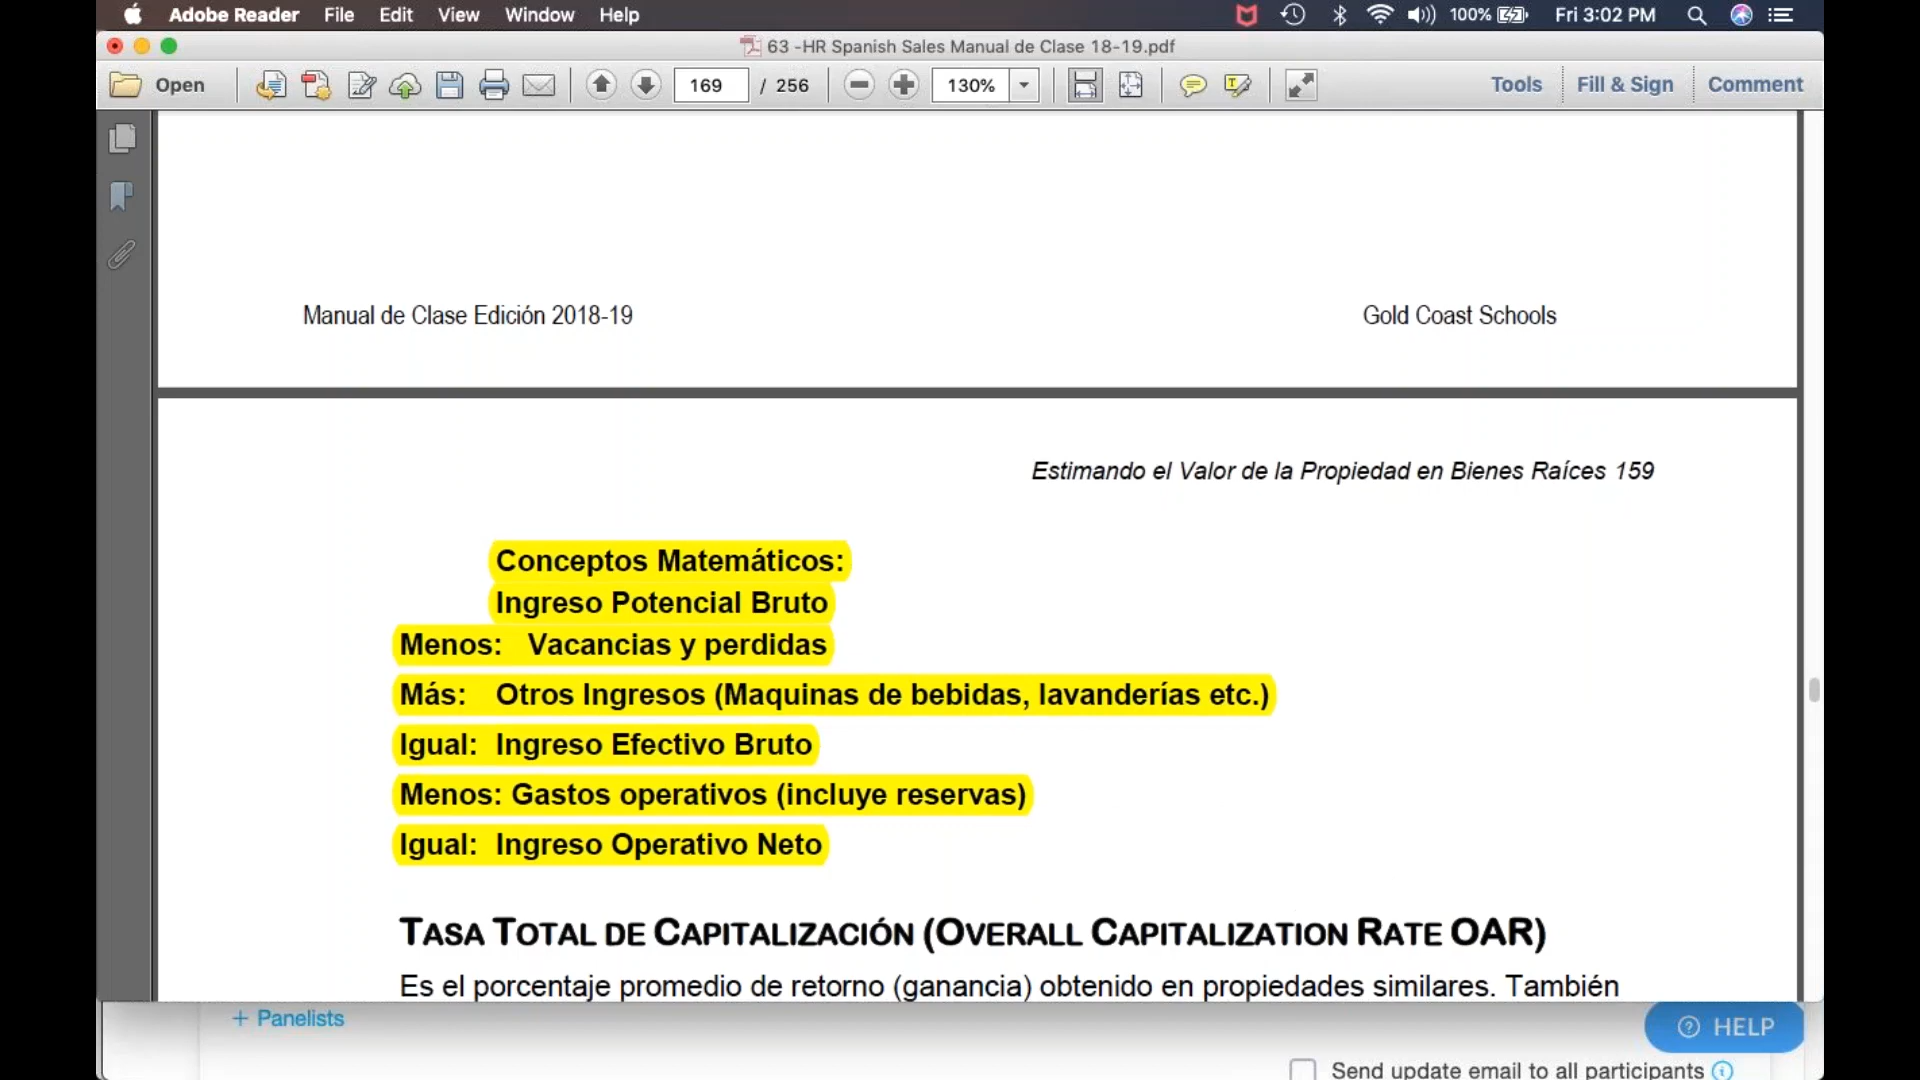 Adobe Reader File Edit View Window Help 100% Fri 3:02 PM
63 -HR Spanish Sales Manual de Clase 18-19.pdf
Open 169 / 256 130% Tools Fill & Sign Comment
Manual de Clase Edición 2018-19 Gold Coast Schools
Estimando el Valor de la Propiedad en Bienes Raíces 159
Conceptos Matemáticos:
Ingreso Potencial Bruto
Menos: Vacancias y perdidas
Más: Otros Ingresos (Maquinas de bebidas, lavanderías etc.)
Igual: Ingreso Efectivo Bruto
Menos: Gastos operativos (incluye reservas)
Igual: Ingreso Operativo Neto
TASA TOTAL DE CAPITALIZACIÓN (OVERALL CAPITALIZATION RATE OAR)
Es el porcentaje promedio de retorno (ganancia) obtenido en propiedades similares. También
+ Panelists
HELP
Send update email to all participants